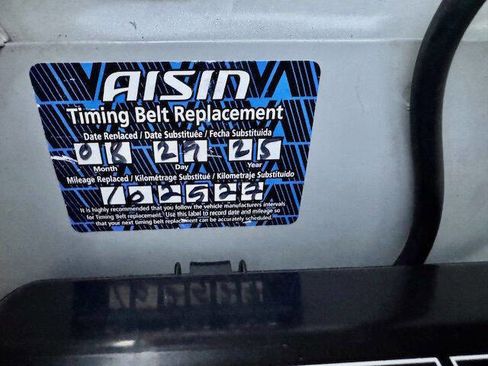 AISIN
Timing Belt Replacement
Date Replaced / Date Substituée / Fecha Substituida
08 29 25
Month Day Year
Mileage Replaced / Kilométrage Substitué / Kilometraje Substituido
It is highly recommended that you follow the vehicle manufacturers intervals
for Timing Belt replacement. Use this label to record date and mileage so
that your next timing belt replacement can be accurately scheduled.